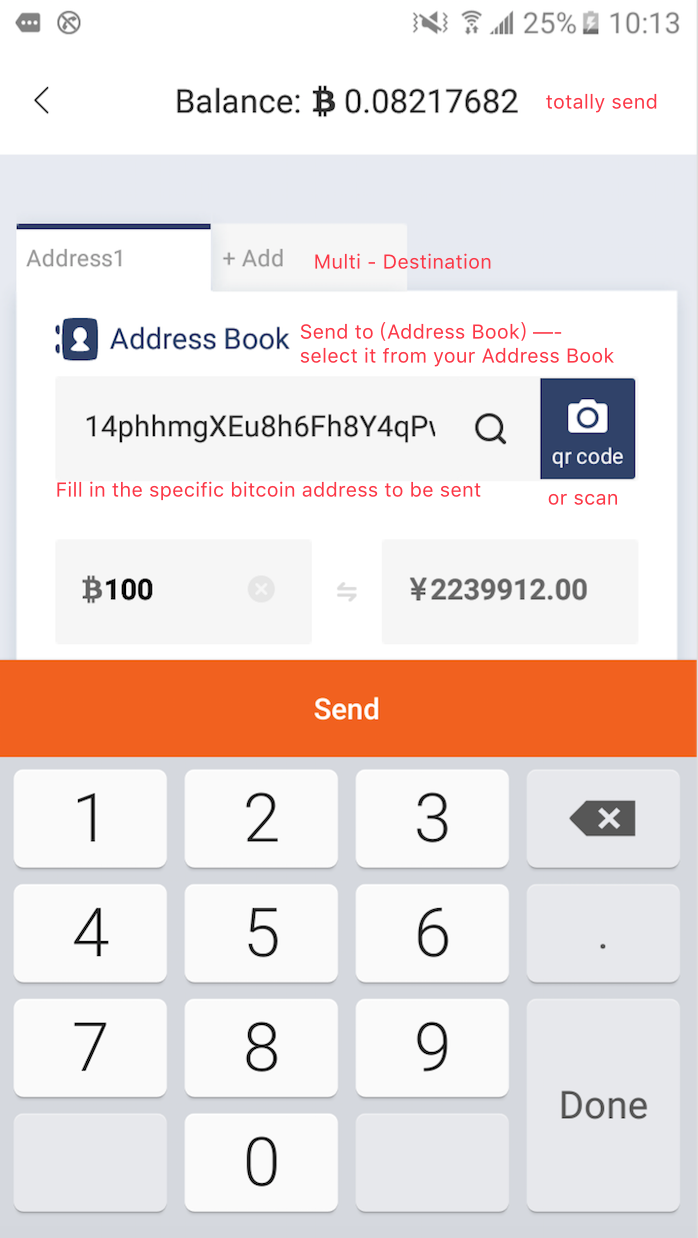 25% 10:13
Balance: ₿ 0.08217682 totally send
Address1 + Add Multi - Destination
Address Book Send to (Address Book) —-
select it from your Address Book
14phhmgXEu8h6Fh8Y4qP
qr code
Fill in the specific bitcoin address to be sent or scan
₿100 ¥2239912.00
Send
1 2 3
4 5 6 .
7 8 9
Done
0